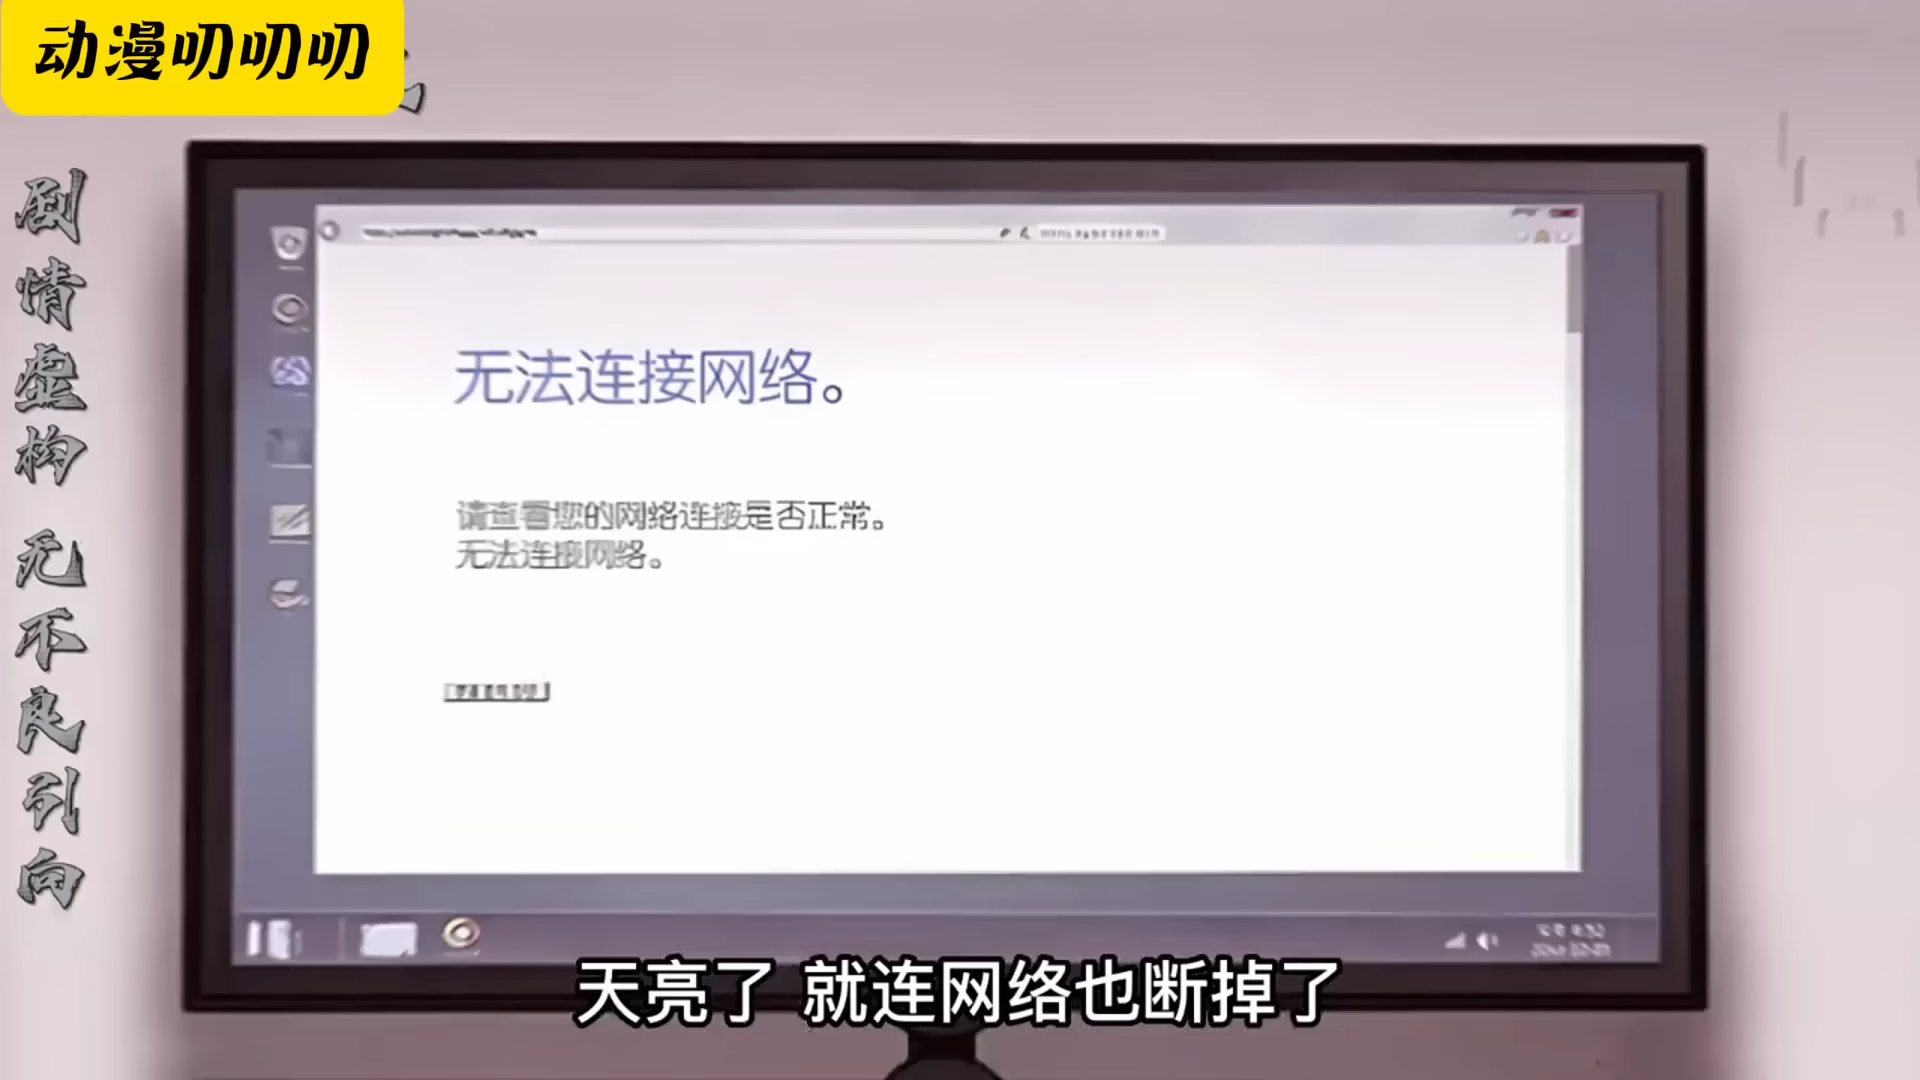 动漫叨叨叨
剧情虚构 无不良引向
无法连接网络。
请查看您的网络连接是否正常。
无法连接网络。
天亮了 就连网络也断掉了